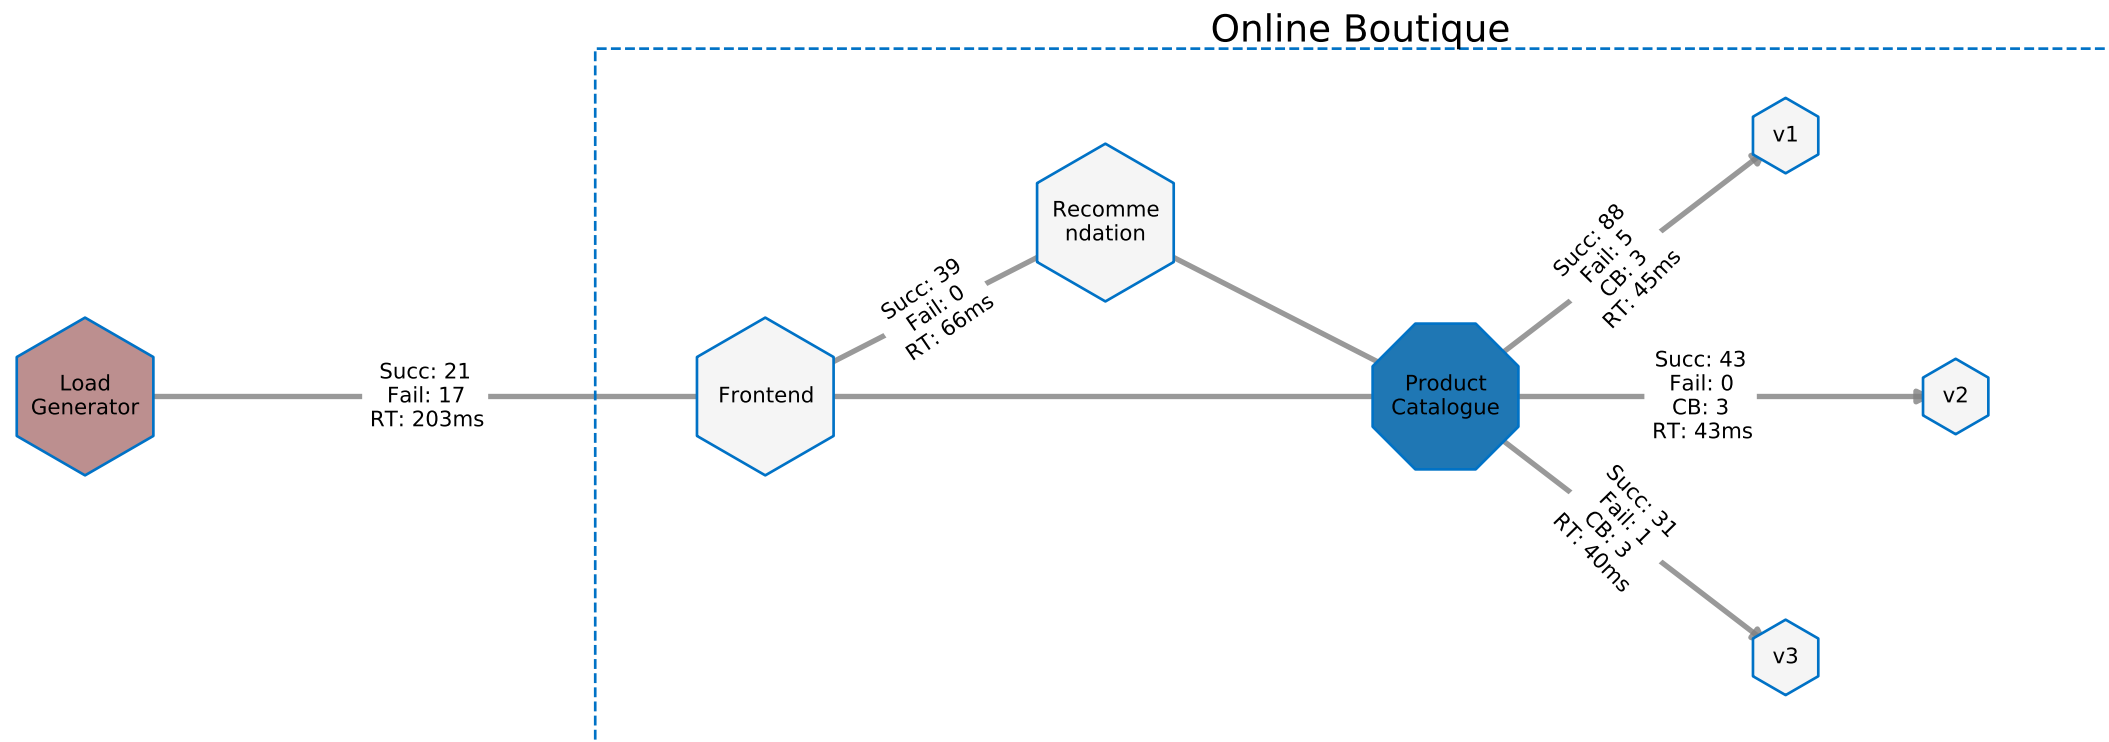 Online Boutique
v1
Recomme
ndation
Succ: 88
Fail: 5
CB: 3
RT: 45ms
Succ: 39
Fail: 0
RT: 66ms
Load
Generator
Succ: 21
Fail: 17
RT: 203ms
Frontend
Product
Catalogue
Succ: 43
Fail: 0
CB: 3
RT: 43ms
v2
Succ: 31
Fail: 1
CB: 3
RT: 40ms
v3